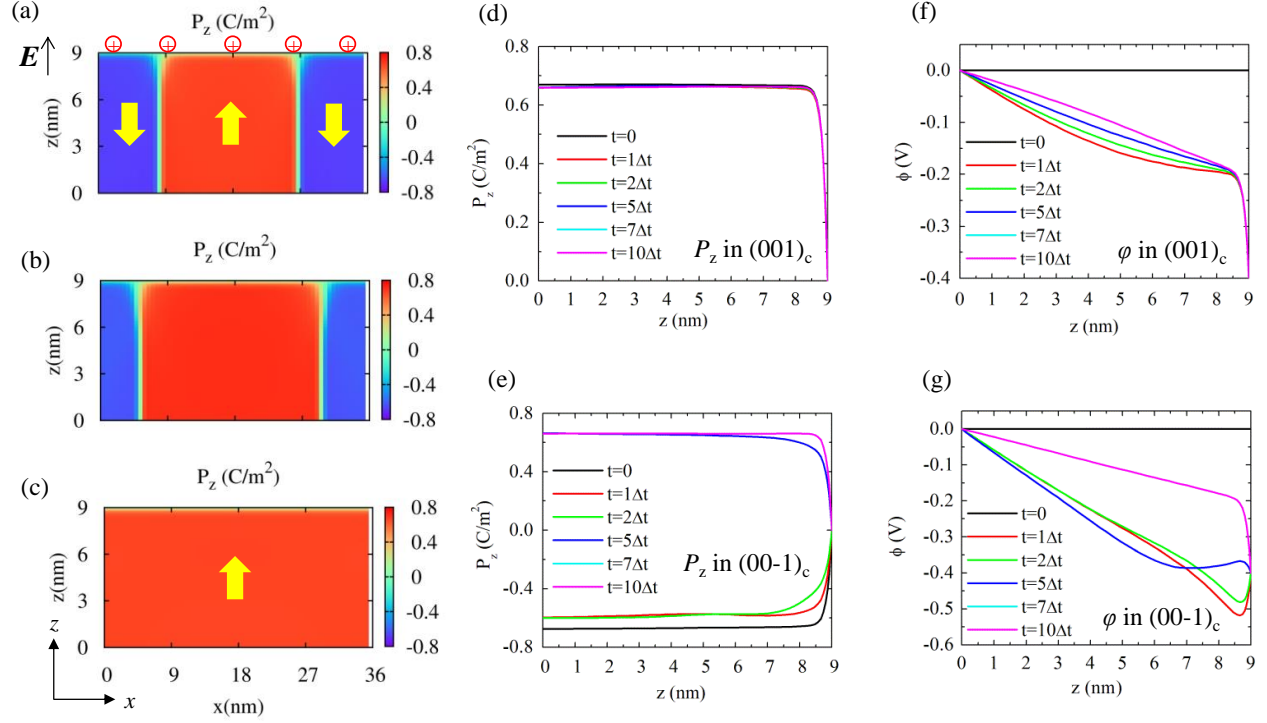 (a)
P_z (C/m^2)
E
z(nm)
9
6
3
0
0.8
0.4
0
-0.4
-0.8
(b)
P_z (C/m^2)
z(nm)
9
6
3
0
0.8
0.4
0
-0.4
-0.8
(c)
P_z (C/m^2)
z(nm)
9
6
3
0
0.8
0.4
0
-0.4
-0.8
z
x
0 9 18 27 36
x(nm)
(d)
P_z (C/m^2)
0.8
0.6
0.4
0.2
0.0
t=0
t=1Δt
t=2Δt
t=5Δt
t=7Δt
t=10Δt
P_z in (001)_c
0 1 2 3 4 5 6 7 8 9
z (nm)
(e)
P_z (C/m^2)
0.8
0.4
0.0
-0.4
-0.8
t=0
t=1Δt
t=2Δt
t=5Δt
t=7Δt
t=10Δt
P_z in (00-1)_c
0 1 2 3 4 5 6 7 8 9
z (nm)
(f)
ϕ (V)
0.0
-0.1
-0.2
-0.3
-0.4
t=0
t=1Δt
t=2Δt
t=5Δt
t=7Δt
t=10Δt
φ in (001)_c
0 1 2 3 4 5 6 7 8 9
z (nm)
(g)
ϕ (V)
0.0
-0.1
-0.2
-0.3
-0.4
-0.5
-0.6
t=0
t=1Δt
t=2Δt
t=5Δt
t=7Δt
t=10Δt
φ in (00-1)_c
0 1 2 3 4 5 6 7 8 9
z (nm)